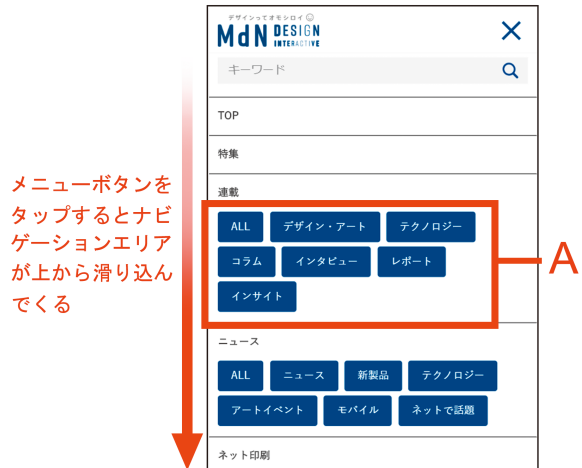 デザインってオモシロイ
MdN DESIGN INTERACTIVE
キーワード
TOP
特集
連載
ALL デザイン・アート テクノロジー
コラム インタビュー レポート
インサイト
ニュース
ALL ニュース 新製品 テクノロジー
アートイベント モバイル ネットで話題
ネット印刷
メニューボタンを
タップするとナビ
ゲーションエリア
が上から滑り込ん
でくる
A